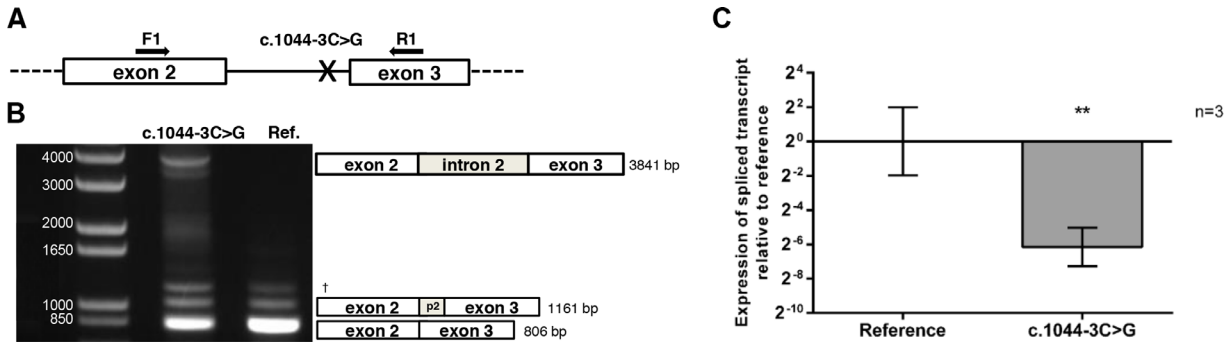 A
F1
c.1044-3C>G
R1
exon 2
exon 3
B
c.1044-3C>G
Ref.
4000
3000
2000
1650
1000
850
exon 2
intron 2
exon 3
3841 bp
†
exon 2
p2
exon 3
1161 bp
exon 2
exon 3
806 bp
C
Expression of spliced transcript
relative to reference
2^4
2^2
2^0
2^-2
2^-4
2^-6
2^-8
2^-10
**
n=3
Reference
c.1044-3C>G